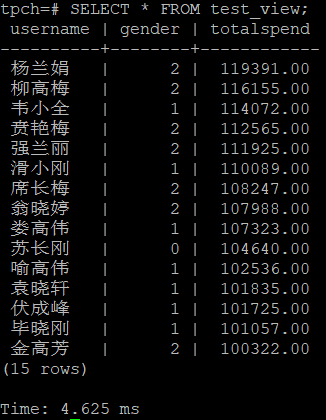 tpch=# SELECT * FROM test_view;
 username | gender | totalspend
----------+--------+------------
 杨兰娟   |      2 |  119391.00
 柳高梅   |      2 |  116155.00
 韦小全   |      1 |  114072.00
 贲艳梅   |      2 |  112565.00
 强兰丽   |      2 |  111925.00
 滑小刚   |      1 |  110089.00
 席长梅   |      2 |  108247.00
 翁晓婷   |      2 |  107988.00
 娄高伟   |      1 |  107323.00
 苏长刚   |      0 |  104640.00
 喻高伟   |      1 |  102536.00
 袁晓轩   |      1 |  101835.00
 伏成峰   |      1 |  101725.00
 毕晓刚   |      1 |  101057.00
 金高芳   |      2 |  100322.00
(15 rows)
Time: 4.625 ms